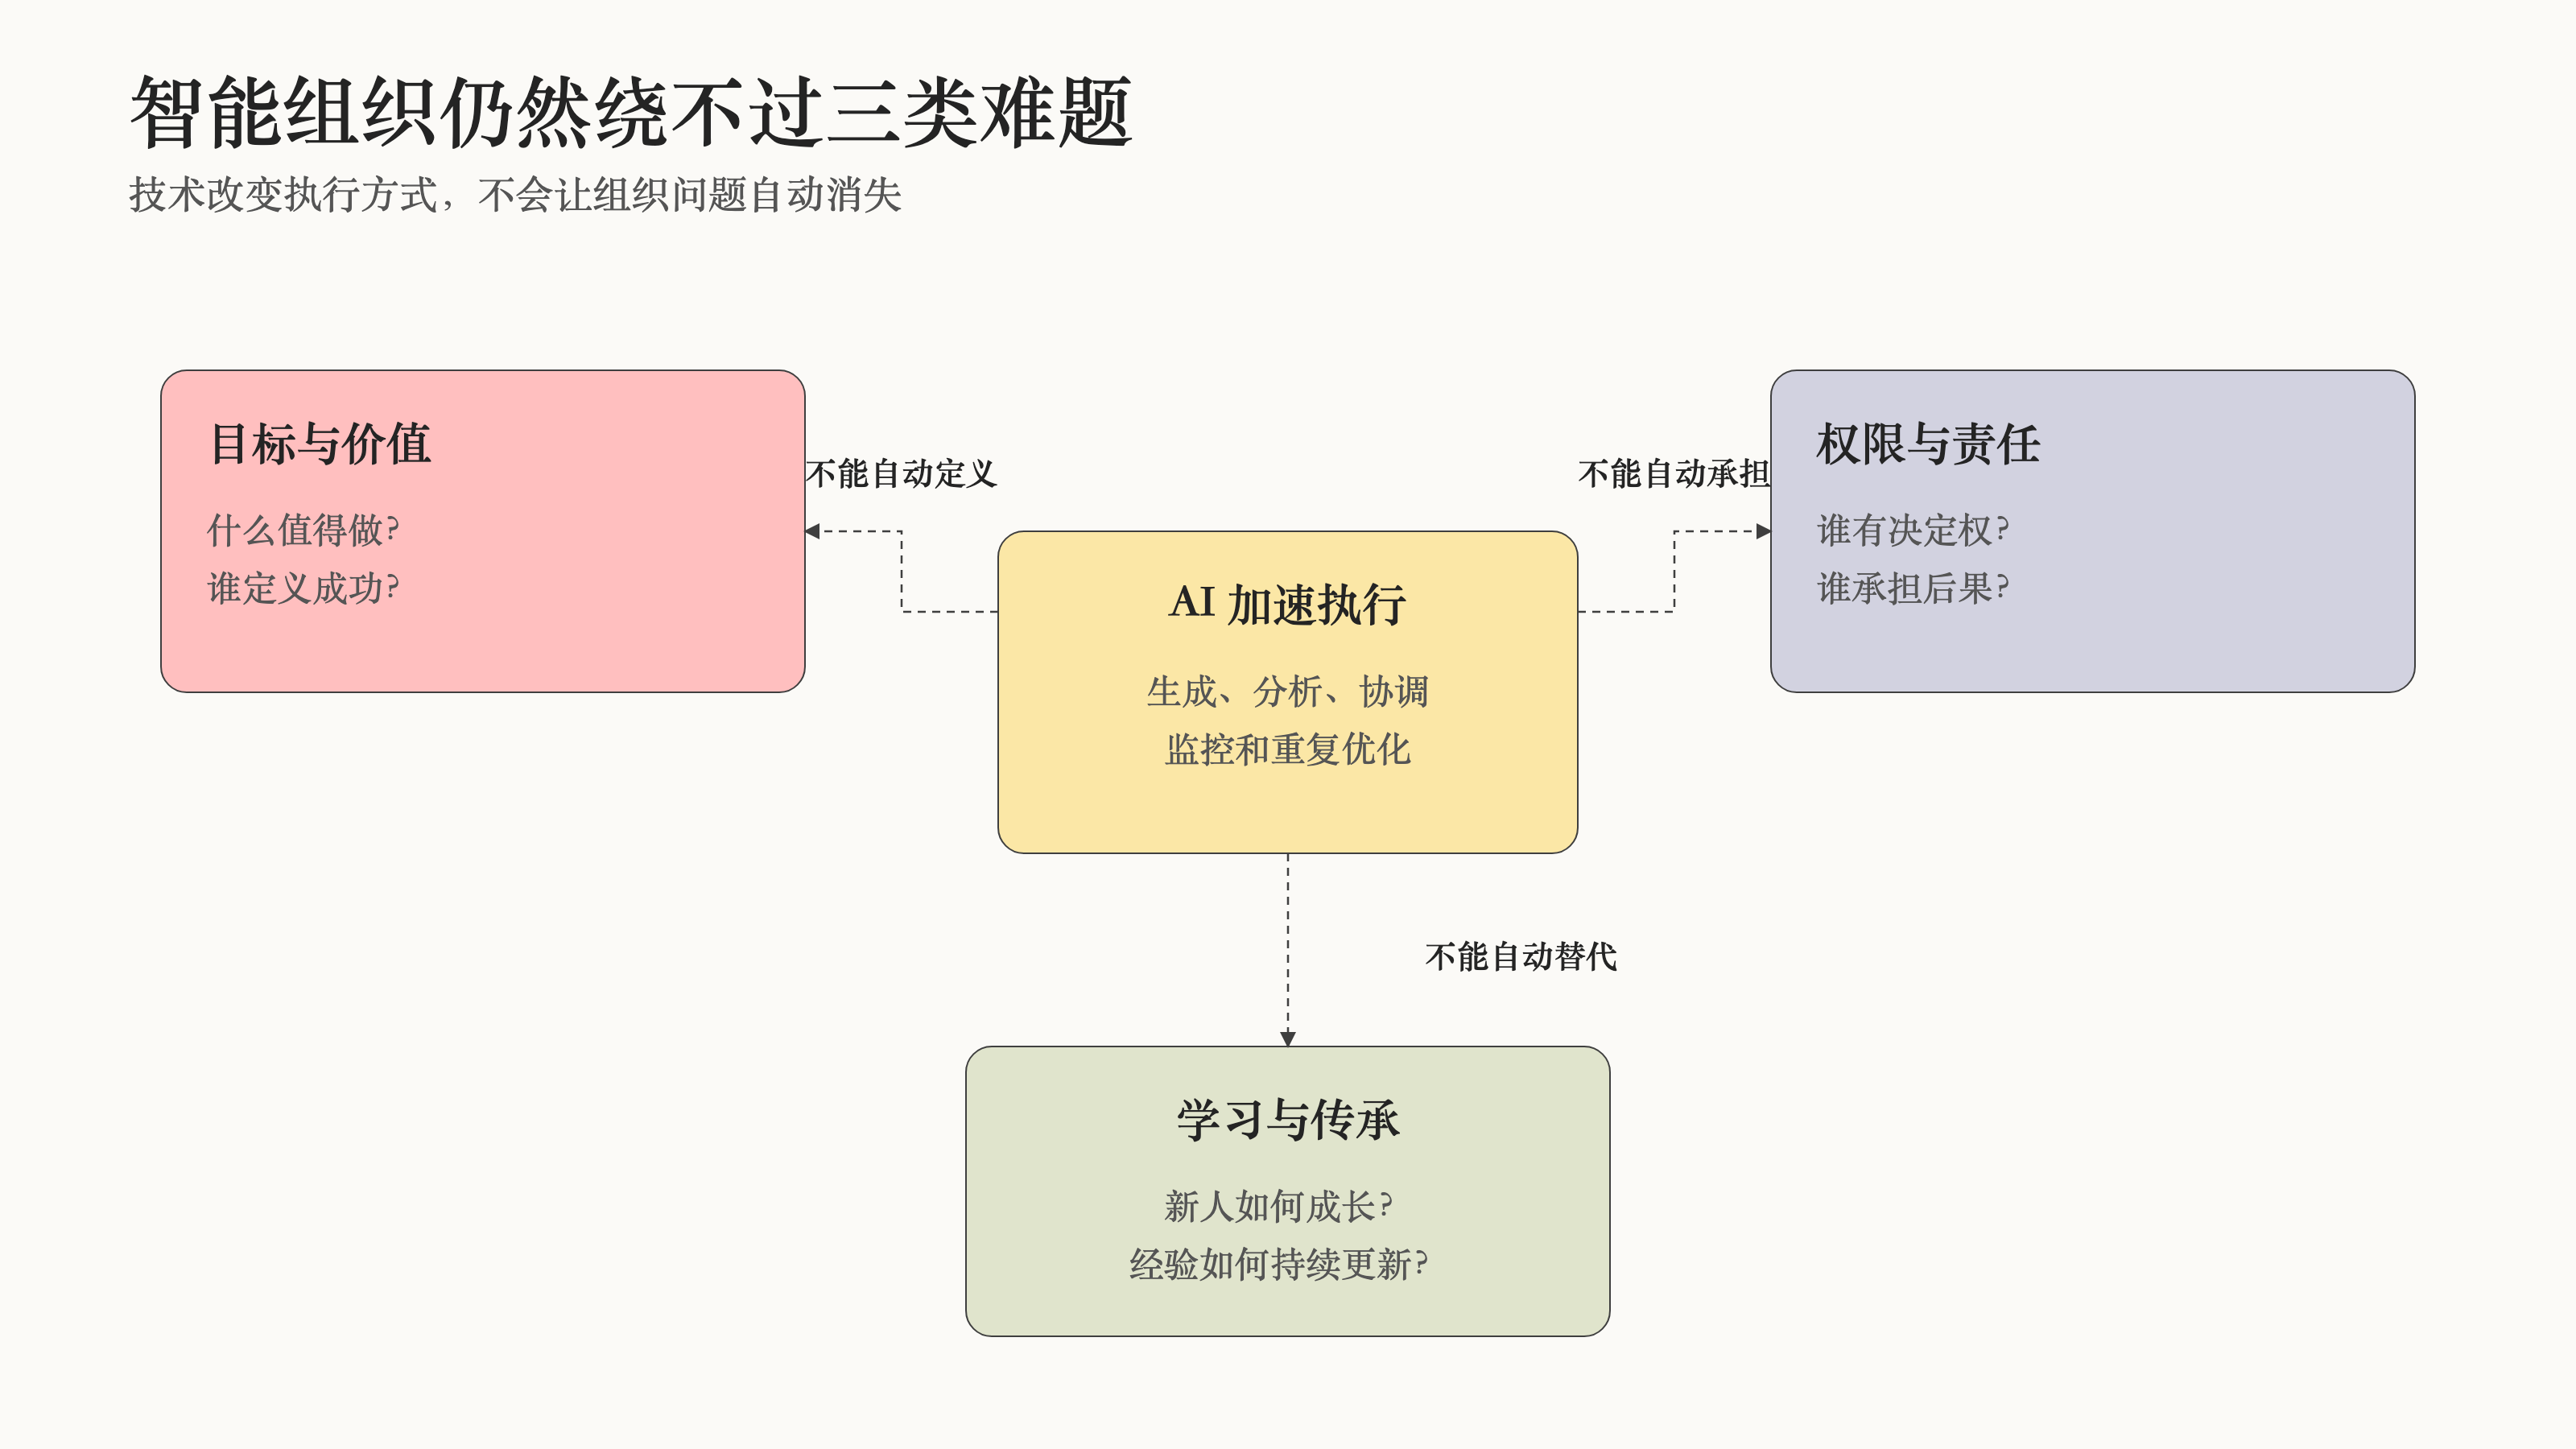 智能组织仍然绕不过三类难题
技术改变执行方式，不会让组织问题自动消失
目标与价值
什么值得做？
谁定义成功？
不能自动定义
AI 加速执行
生成、分析、协调
监控和重复优化
不能自动承担
权限与责任
谁有决定权？
谁承担后果？
不能自动替代
学习与传承
新人如何成长？
经验如何持续更新？